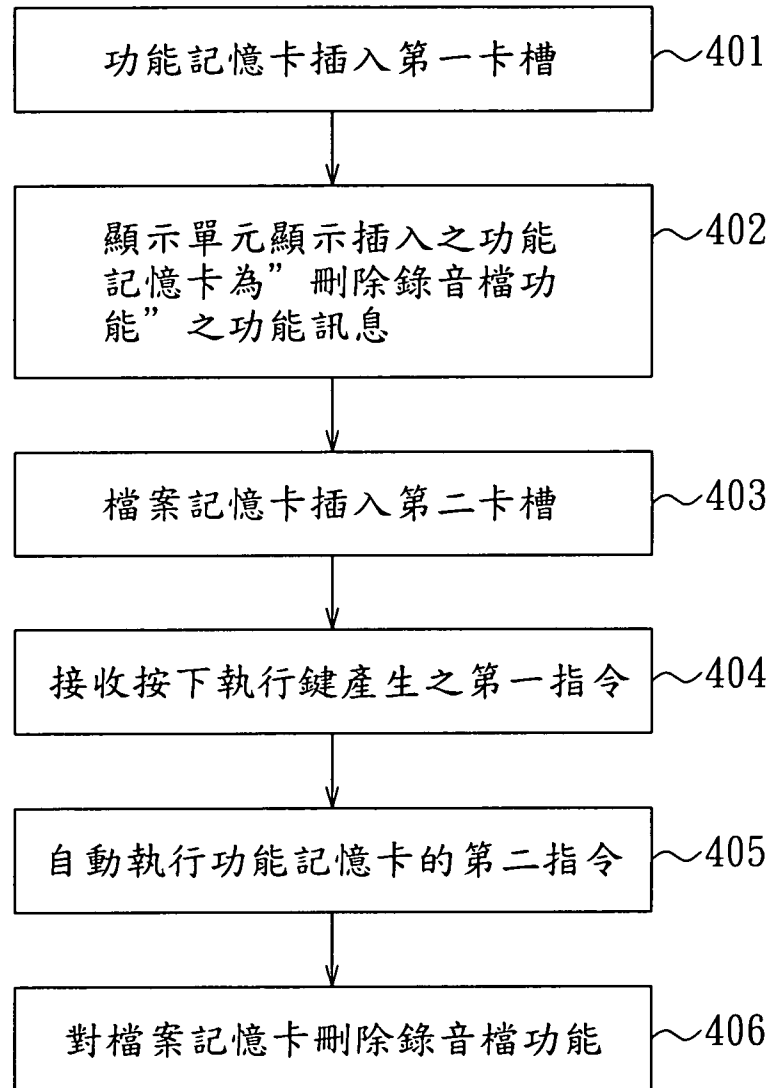 功能記憶卡插入第一卡槽
401
顯示單元顯示插入之功能
記憶卡為”刪除錄音檔功
能”之功能訊息
402
檔案記憶卡插入第二卡槽
403
接收按下執行鍵產生之第一指令
404
自動執行功能記憶卡的第二指令
405
對檔案記憶卡刪除錄音檔功能
406